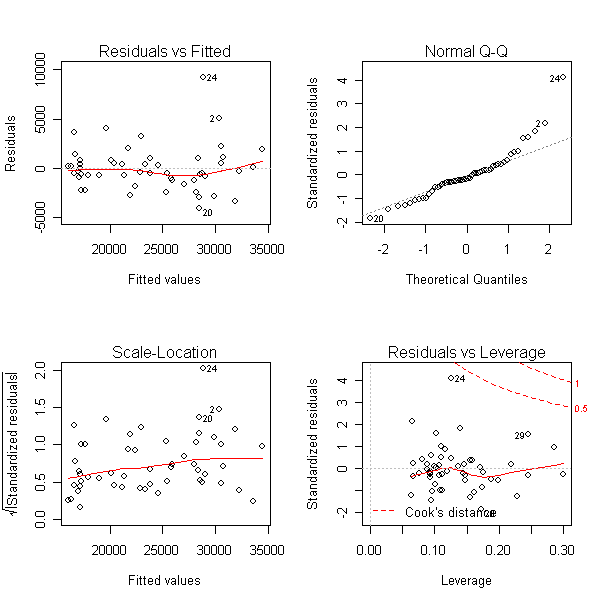 Residuals vs Fitted
Residuals
-5000 0 5000 10000
24
2
20
20000 25000 30000 35000
Fitted values
Normal Q-Q
Standardized residuals
-2 -1 0 1 2 3 4
24
2
20
-2 -1 0 1 2
Theoretical Quantiles
Scale-Location
√|Standardized residuals|
0.0 0.5 1.0 1.5 2.0
24
2
20
20000 25000 30000 35000
Fitted values
Residuals vs Leverage
Standardized residuals
-2 0 2 4
24
29
1
0.5
Cook's distance
0.00 0.10 0.20 0.30
Leverage